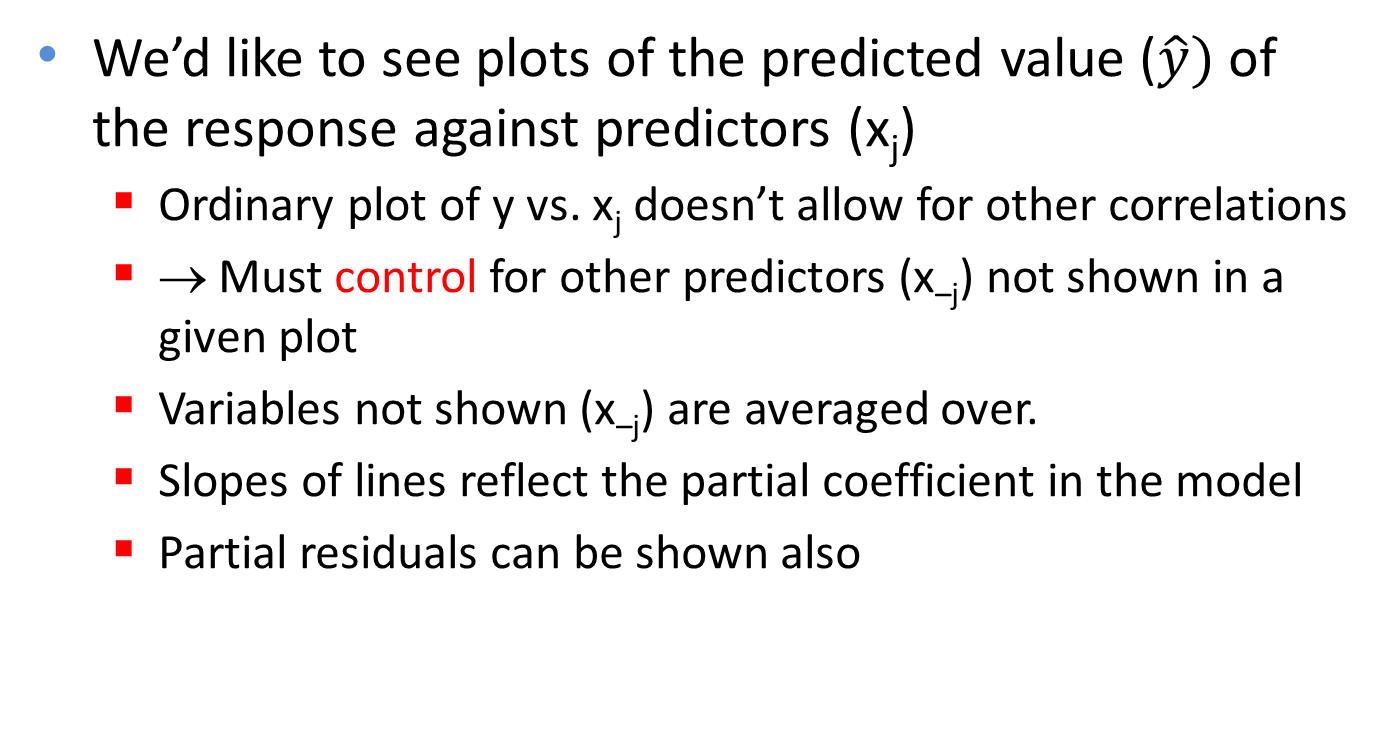 • We’d like to see plots of the predicted value (ŷ) of
the response against predictors (xⱼ)
▪ Ordinary plot of y vs. xⱼ doesn’t allow for other correlations
▪ → Must control for other predictors (x₋ⱼ) not shown in a
given plot
▪ Variables not shown (x₋ⱼ) are averaged over.
▪ Slopes of lines reflect the partial coefficient in the model
▪ Partial residuals can be shown also